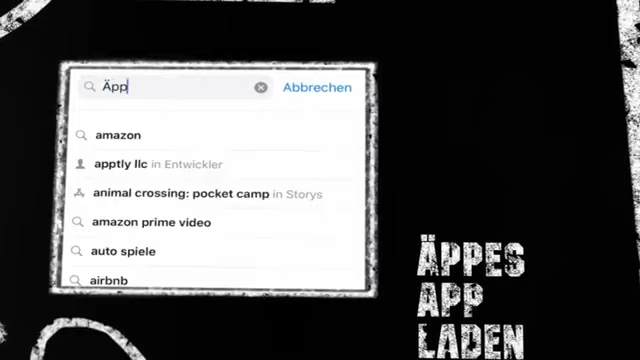 Äpp
Abbrechen
amazon
apptly llc in Entwickler
animal crossing: pocket camp in Storys
amazon prime video
auto spiele
airbnb
ÄPPES
APP
LADEN